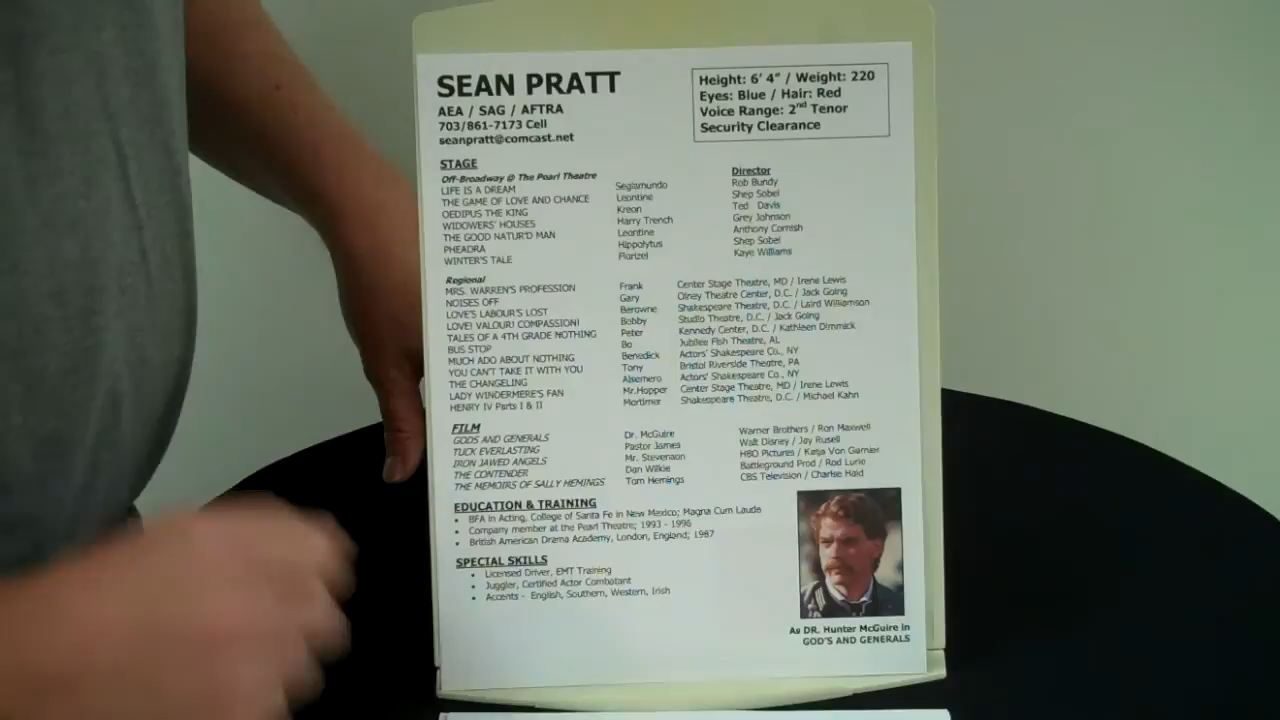 SEAN PRATT
AEA / SAG / AFTRA
703/861-7173 Cell
seanpratt@comcast.net
Height: 6' 4" / Weight: 220
Eyes: Blue / Hair: Red
Voice Range: 2nd Tenor
Security Clearance
STAGE
Director
Off-Broadway @ The Pearl Theatre
LIFE IS A DREAM Segiamundo Rob Bundy
THE GAME OF LOVE AND CHANCE Leontine Shep Sobel
OEDIPUS THE KING Kreon Ted Davis
WIDOWERS' HOUSES Harry Trench Grey Johnson
THE GOOD NATUR'D MAN Leontine Anthony Cornish
PHEADRA Hippolytus Shep Sobel
WINTER'S TALE Florizel Kaye Williams
Regional
MRS. WARREN'S PROFESSION Frank Center Stage Theatre, MD / Irene Lewis
NOISES OFF Gary Olney Theatre Center, D.C. / Jack Going
LOVE'S LABOUR'S LOST Berowne Shakespeare Theatre, D.C. / Laird Williamson
LOVE! VALOUR! COMPASSION! Bobby Studio Theatre, D.C. / Jack Going
TALES OF A 4TH GRADE NOTHING Peter Kennedy Center, D.C. / Kathleen Dimmick
BUS STOP Bo Jubilee Fish Theatre, AL
MUCH ADO ABOUT NOTHING Benedick Actors' Shakespeare Co., NY
YOU CAN'T TAKE IT WITH YOU Tony Bristol Riverside Theatre, PA
THE CHANGELING Alsemero Actors' Shakespeare Co., NY
LADY WINDERMERE'S FAN Mr.Hopper Center Stage Theatre, MD / Irene Lewis
HENRY IV Parts I & II Mortimer Shakespeare Theatre, D.C. / Michael Kahn
FILM
GODS AND GENERALS Dr. McGuire Warner Brothers / Ron Maxwell
TUCK EVERLASTING Pastor James Walt Disney / Jay Rusell
IRON JAWED ANGELS Mr. Stevenson HBO Pictures / Katja Von Garnier
THE CONTENDER Dan Wilkie Battleground Prod / Rod Lurie
THE MEMOIRS OF SALLY HEMINGS Tom Hemings CBS Television / Charles Haid
EDUCATION & TRAINING
• BFA in Acting, College of Santa Fe in New Mexico; Magna Cum Laude
• Company member at the Pearl Theatre; 1993 - 1996
• British American Drama Academy, London, England; 1987
SPECIAL SKILLS
• Licensed Driver, EMT Training
• Juggler, Certified Actor Combatant
• Accents - English, Southern, Western, Irish
As DR. Hunter McGuire in
GOD'S AND GENERALS